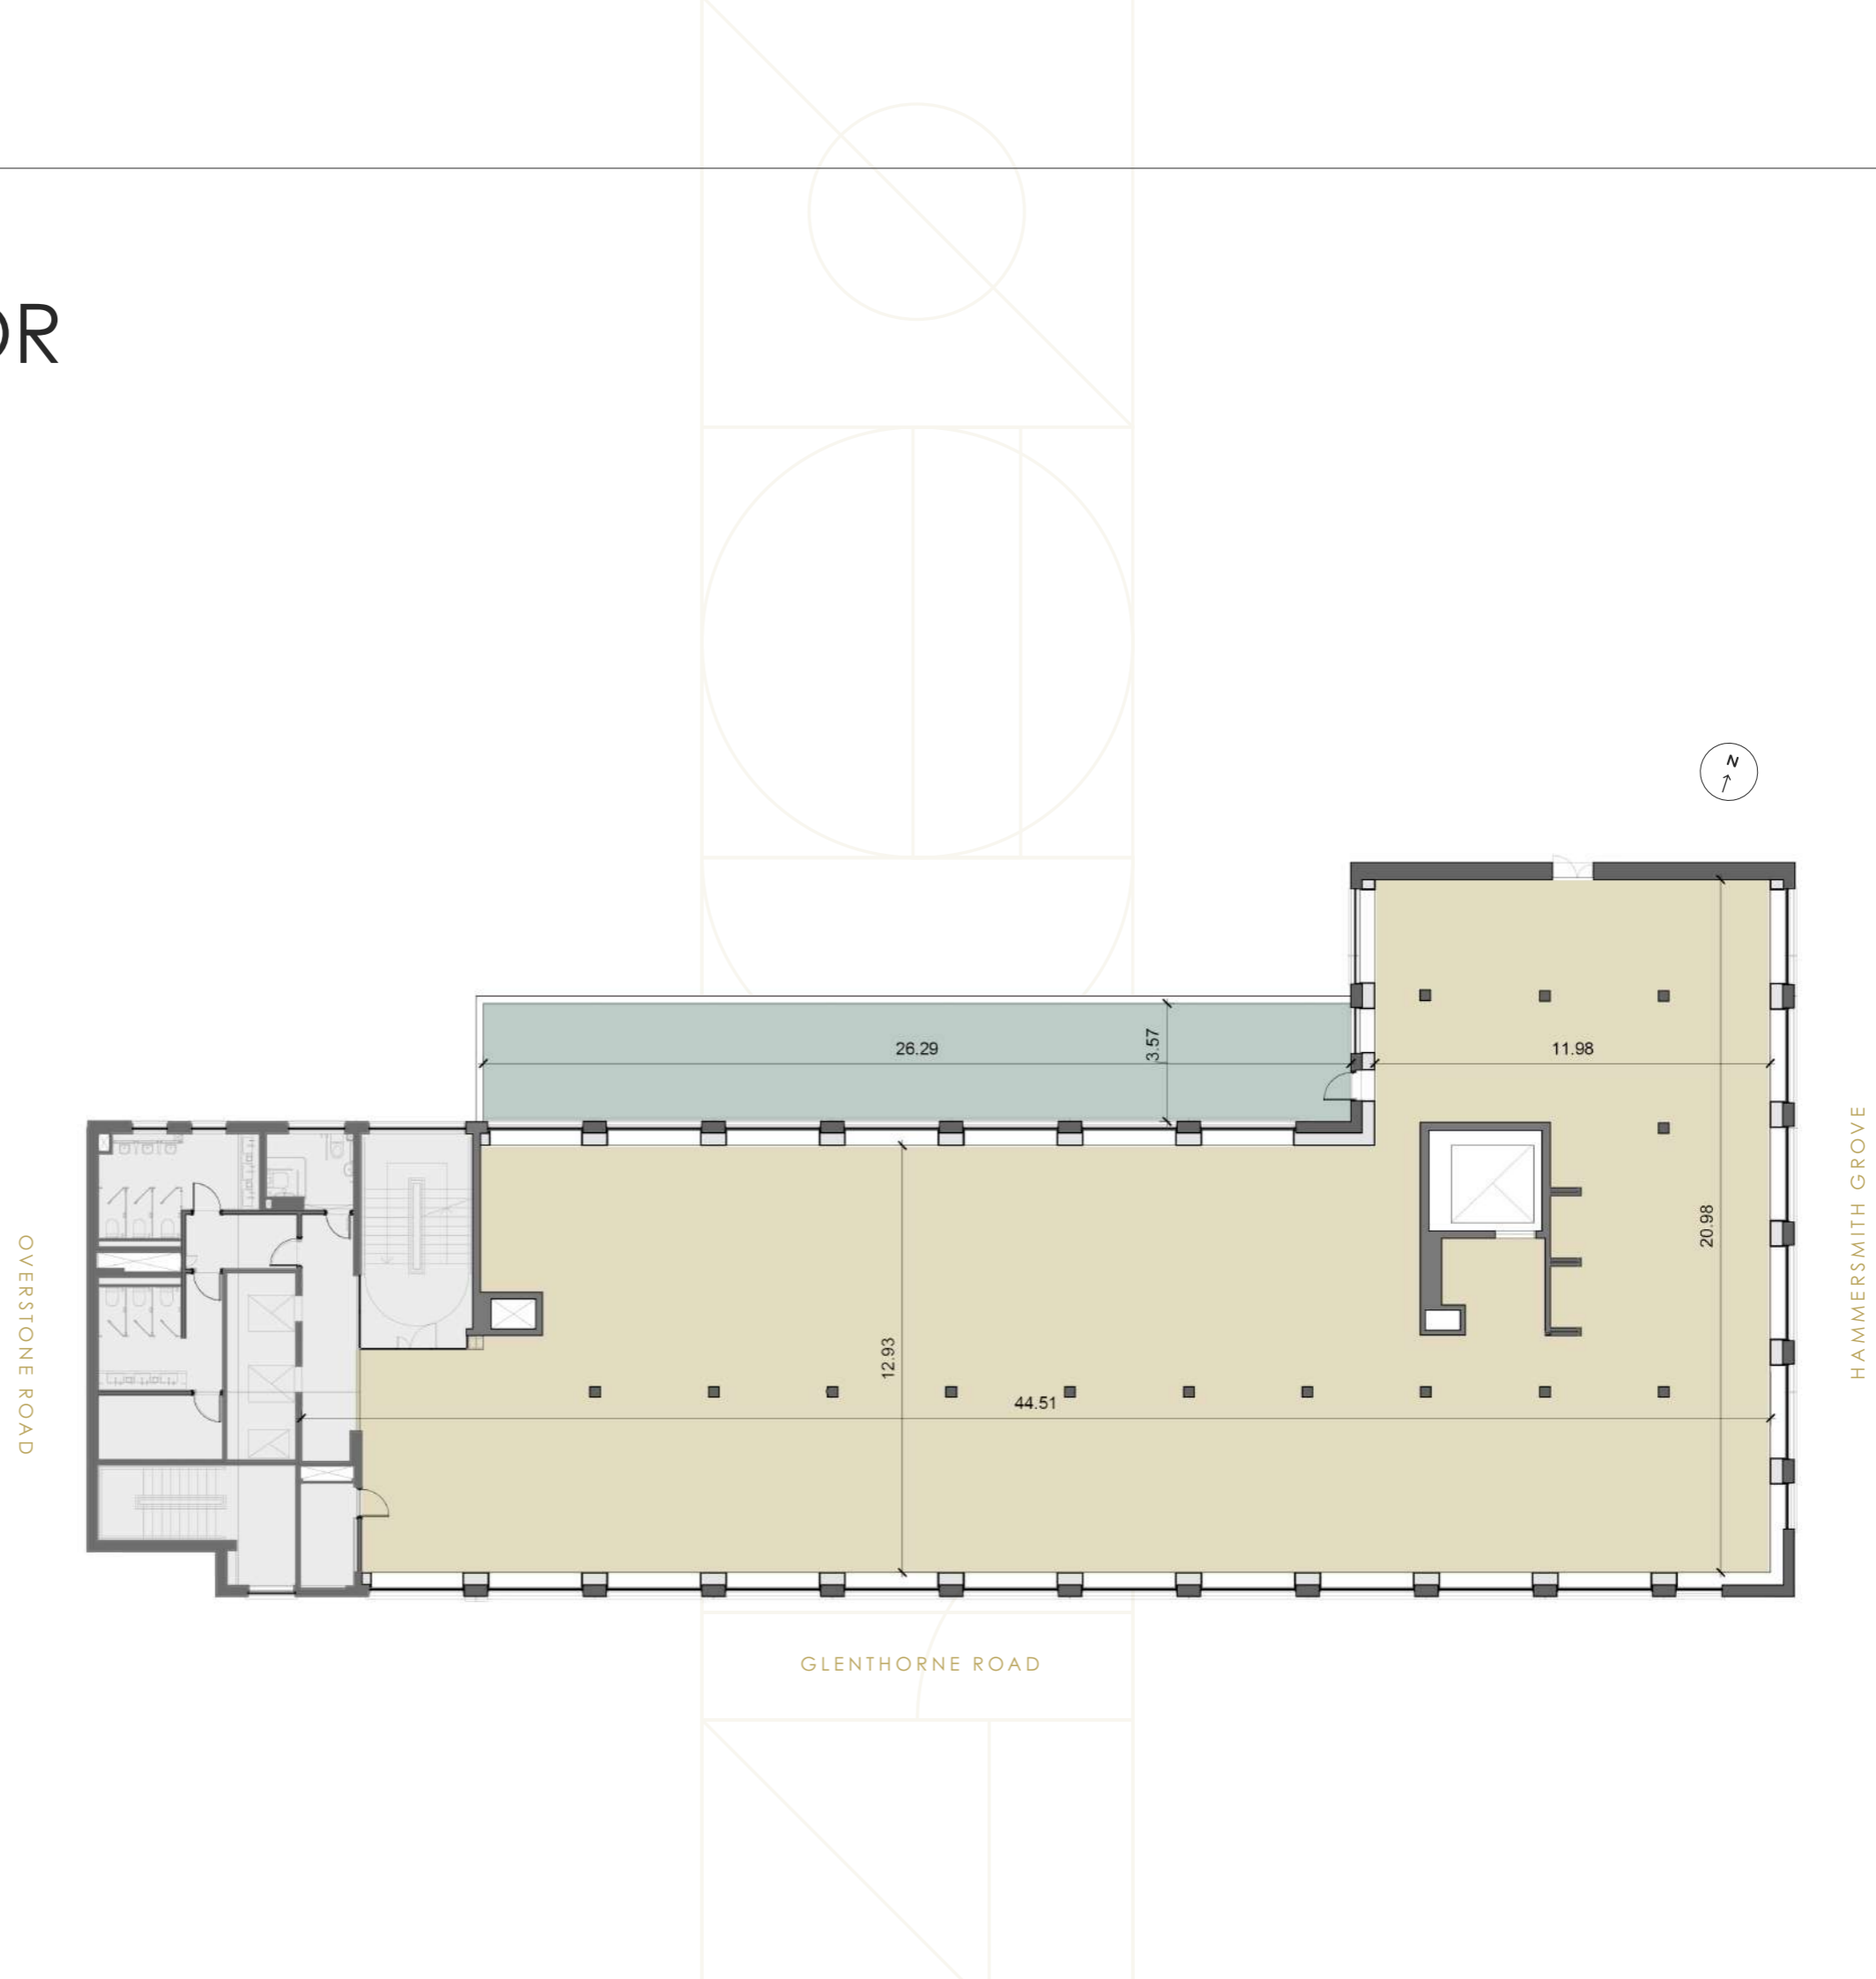 OR
N
26.29
3.57
11.98
20.98
12.93
44.51
OVERSTONE ROAD
HAMMERSMITH GROVE
GLENTHORNE ROAD